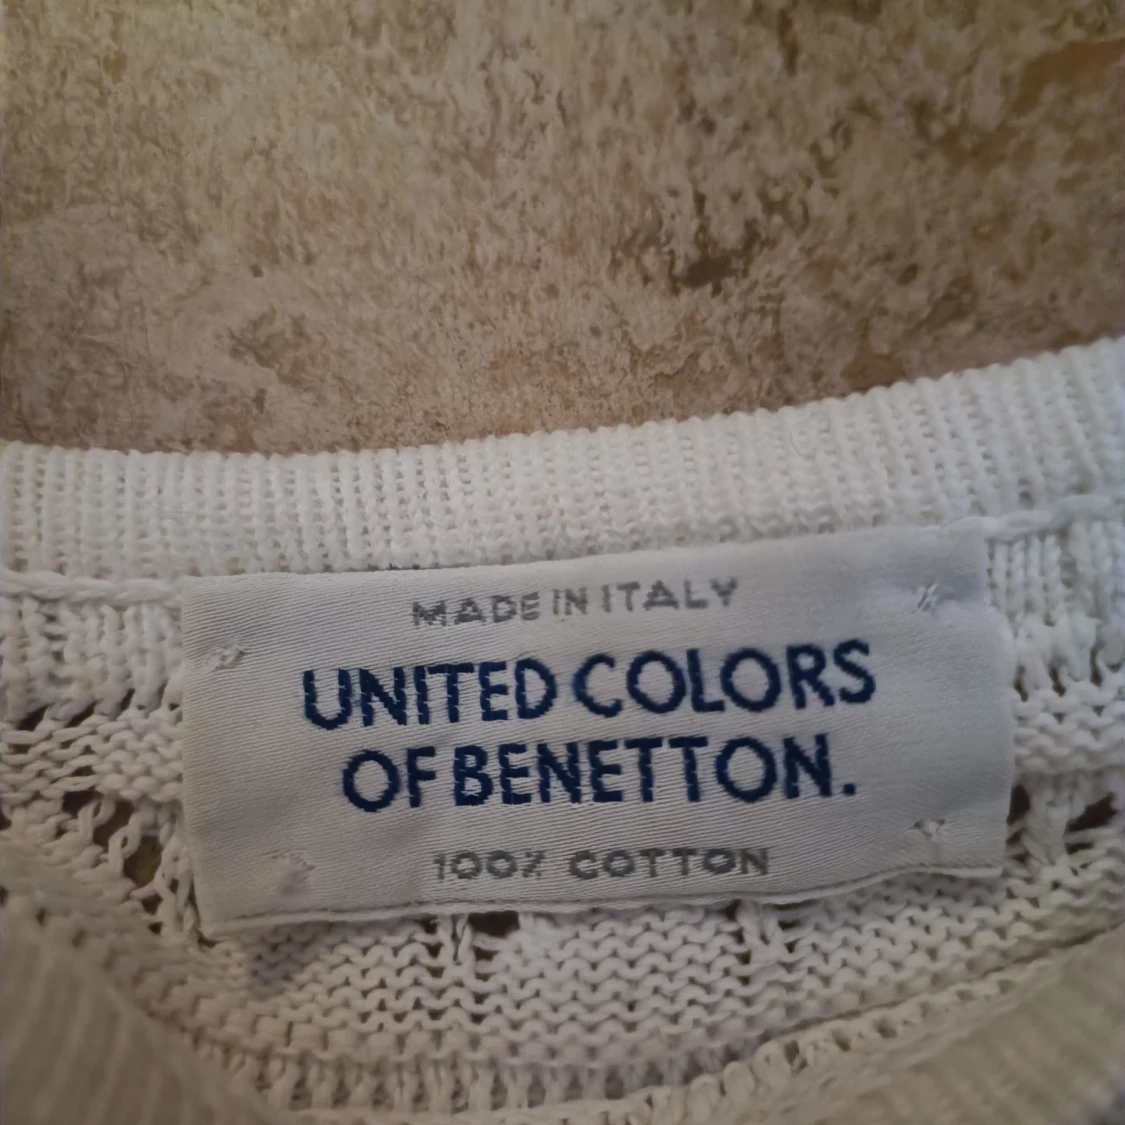 MADE IN ITALY
UNITED COLORS
OF BENETTON.
100% COTTON